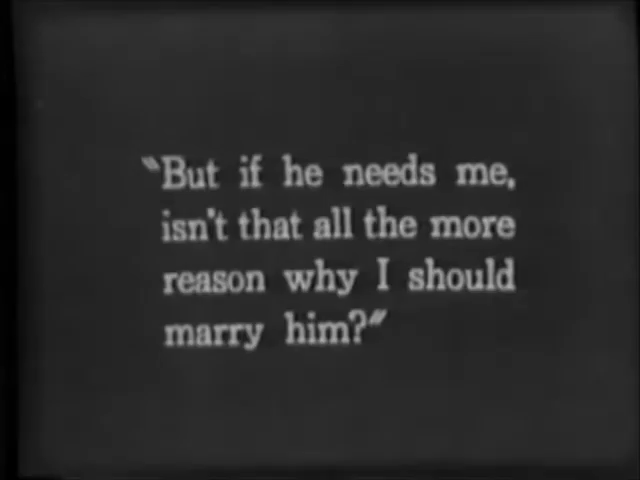 "But if he needs me,
isn't that all the more
reason why I should
marry him?"